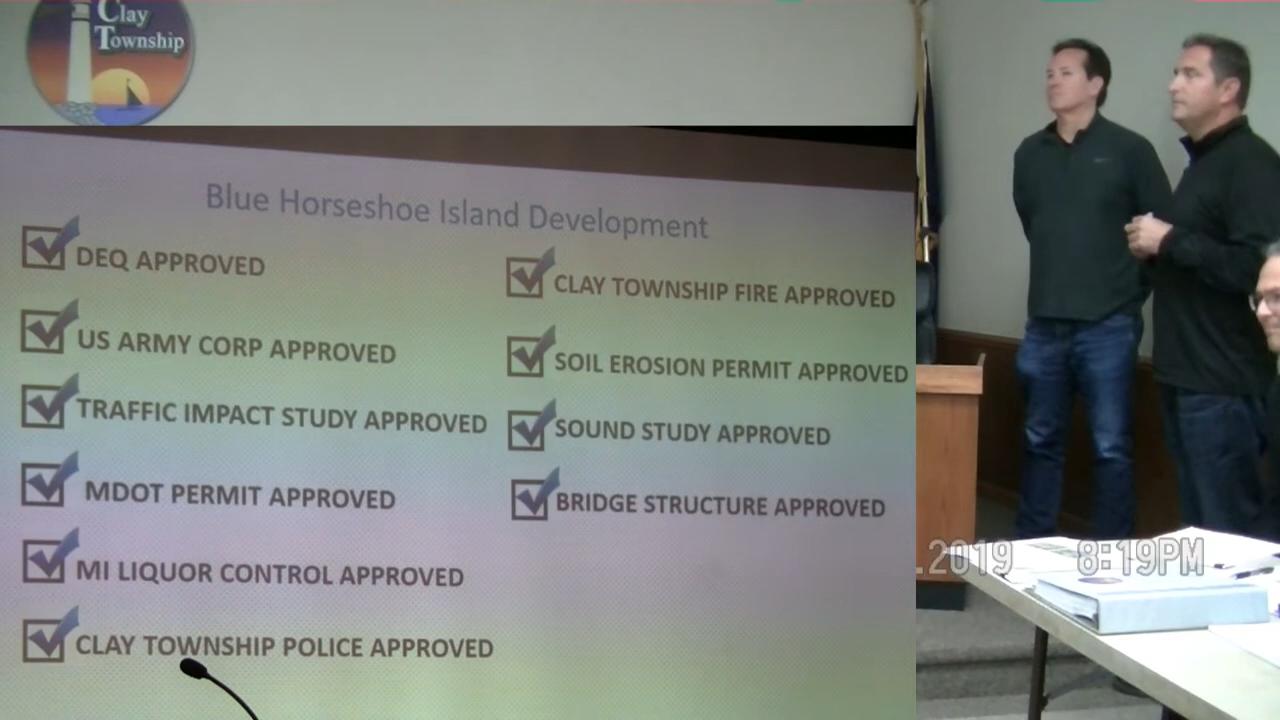 Clay
Township
Blue Horseshoe Island Development
DEQ APPROVED
US ARMY CORP APPROVED
TRAFFIC IMPACT STUDY APPROVED
MDOT PERMIT APPROVED
MI LIQUOR CONTROL APPROVED
CLAY TOWNSHIP POLICE APPROVED
CLAY TOWNSHIP FIRE APPROVED
SOIL EROSION PERMIT APPROVED
SOUND STUDY APPROVED
BRIDGE STRUCTURE APPROVED
.2019 8:19PM